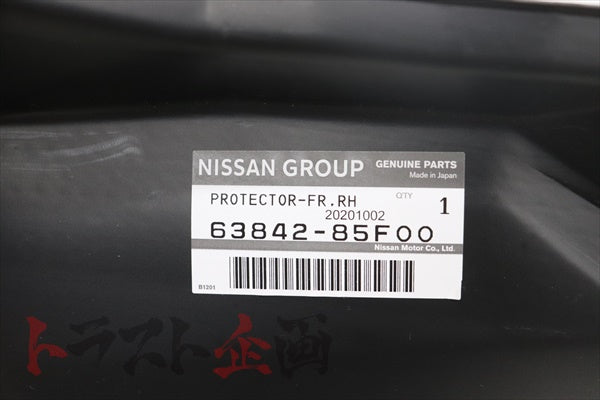 NISSAN GROUP
GENUINE PARTS
Made in Japan
PROTECTOR-FR.RH
Q'TY
1
20201002
63842-85F00
Nissan Motor Co., Ltd.
B1201
トラスト企画